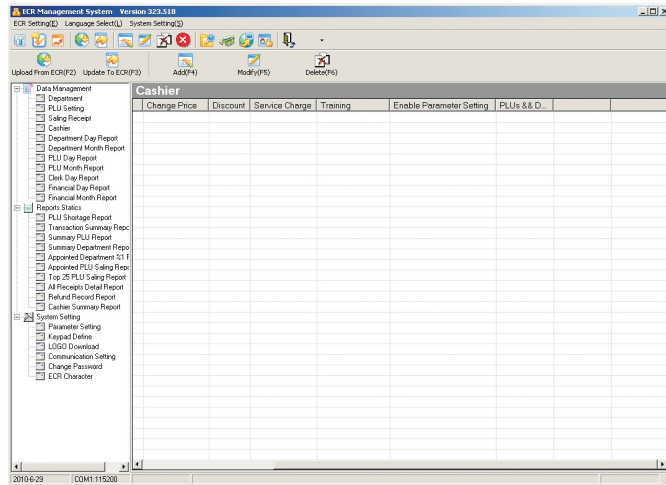 ECR Management System Version 323.518
ECR Setting(E) Language Select(L) System Setting(S)
Upload From ECR(F2) Update To ECR(F3) Add(F4) Modify(F5) Delete(F6)
Data Management
Department
PLU Setting
Saling Receipt
Cashier
Department Day Report
Department Month Report
PLU Day Report
PLU Month Report
Clerk Day Report
Financial Day Report
Financial Month Report
Reports Statics
PLU Shortage Report
Transaction Summary Repo
Summary PLU Report
Summary Department Repo
Appointed Department %1 F
Appointed PLU Saling Repo
Top 25 PLU Saling Report
All Receipts Detail Report
Refund Record Report
Cashier Summary Report
System Setting
Parameter Setting
Keypad Define
LOGO Download
Communication Setting
Change Password
ECR Character
Cashier
Change Price Discount Service Charge Training Enable Parameter Setting PLUs && D...
2010-6-29 COM1:115200